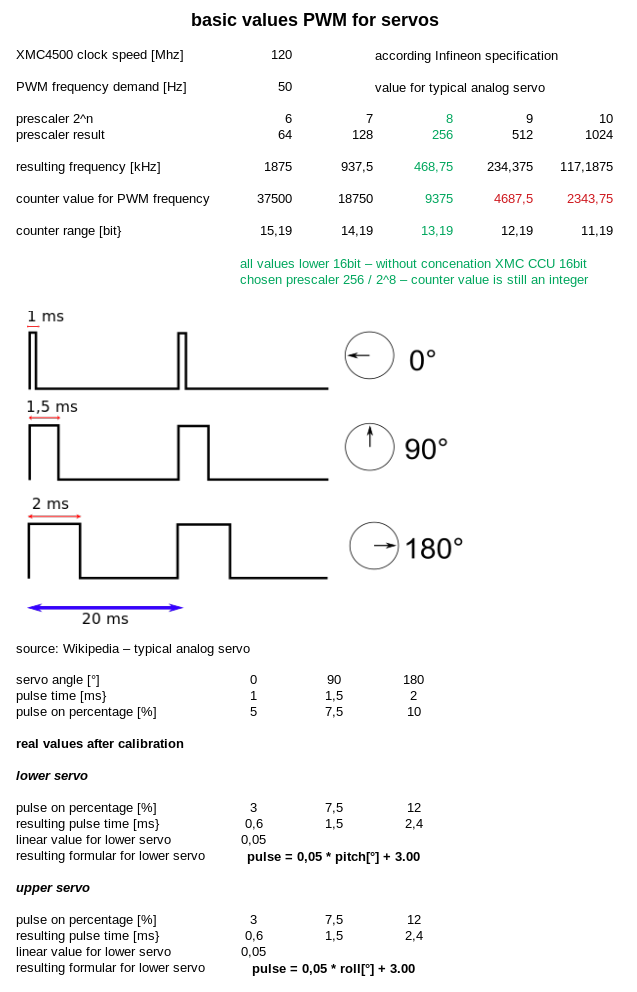 basic values PWM for servos
XMC4500 clock speed [Mhz] 120 according Infineon specification
PWM frequency demand [Hz] 50 value for typical analog servo
prescaler 2^n 6 7 8 9 10
prescaler result 64 128 256 512 1024
resulting frequency [kHz] 1875 937,5 468,75 234,375 117,1875
counter value for PWM frequency 37500 18750 9375 4687,5 2343,75
counter range [bit} 15,19 14,19 13,19 12,19 11,19
all values lower 16bit – without concenation XMC CCU 16bit
chosen prescaler 256 / 2^8 – counter value is still an integer
1 ms
0°
1,5 ms
90°
2 ms
180°
20 ms
source: Wikipedia – typical analog servo
servo angle [°] 0 90 180
pulse time [ms} 1 1,5 2
pulse on percentage [%] 5 7,5 10
real values after calibration
lower servo
pulse on percentage [%] 3 7,5 12
resulting pulse time [ms} 0,6 1,5 2,4
linear value for lower servo 0,05
resulting formular for lower servo pulse = 0,05 * pitch[°] + 3.00
upper servo
pulse on percentage [%] 3 7,5 12
resulting pulse time [ms} 0,6 1,5 2,4
linear value for lower servo 0,05
resulting formular for lower servo pulse = 0,05 * roll[°] + 3.00